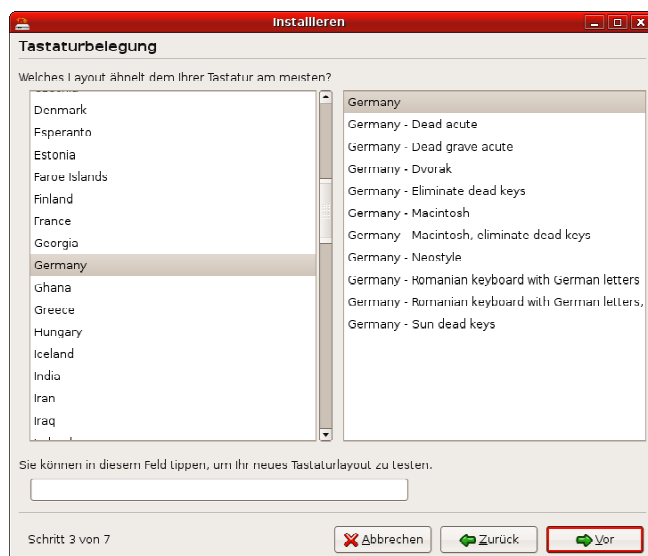 Installieren
Tastaturbelegung
Welches Layout ähnelt dem Ihrer Tastatur am meisten?
Denmark
Esperanto
Estonia
Faroe Islands
Finland
France
Georgia
Germany
Ghana
Greece
Hungary
Iceland
India
Iran
Iraq
Germany
Germany - Dead acute
Germany - Dead grave acute
Germany - Dvorak
Germany - Eliminate dead keys
Germany - Macintosh
Germany - Macintosh, eliminate dead keys
Germany - Neostyle
Germany - Romanian keyboard with German letters
Germany - Romanian keyboard with German letters,
Germany - Sun dead keys
Sie können in diesem Feld tippen, um Ihr neues Tastaturlayout zu testen.
Schritt 3 von 7
Abbrechen
Zurück
Vor